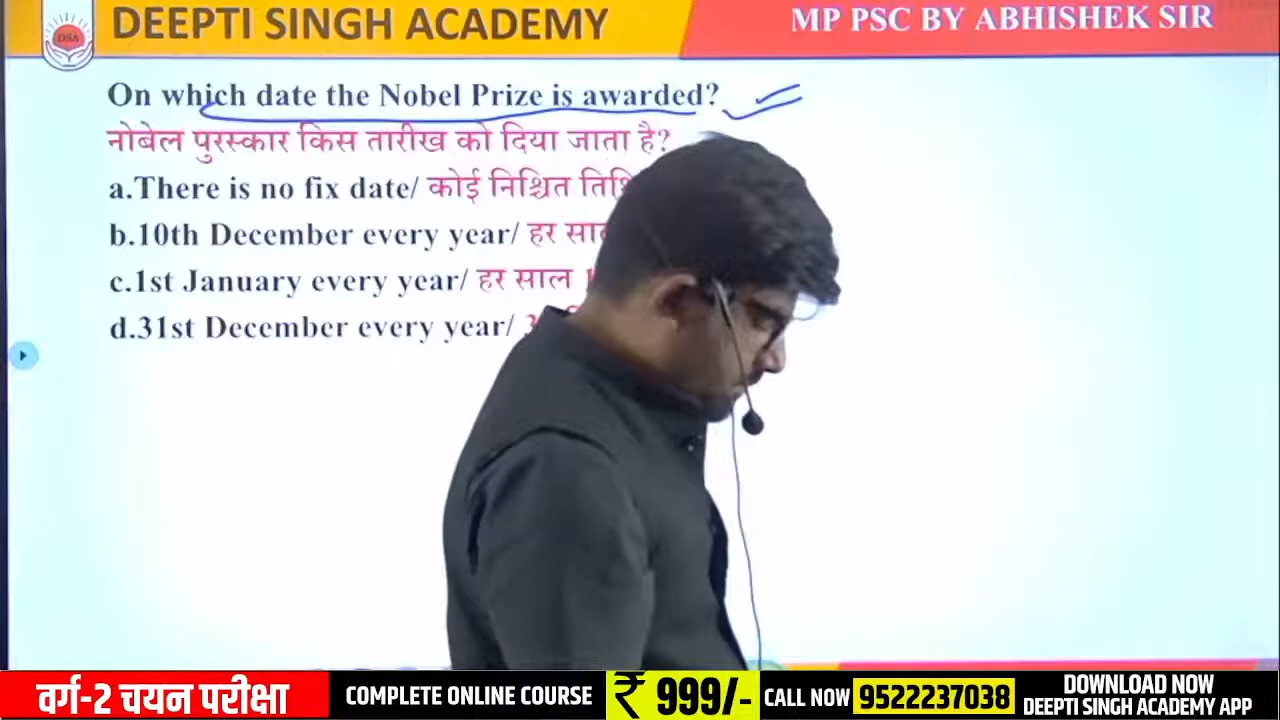 DSA
DEEPTI SINGH ACADEMY
MP PSC BY ABHISHEK SIR
On which date the Nobel Prize is awarded?
नोबेल पुरस्कार किस तारीख को दिया जाता है?
a.There is no fix date/ कोई निश्चित
b.10th December every year/ हर
c.1st January every year/ हर साल
d.31st December every year/
वर्ग-2 चयन परीक्षा
COMPLETE ONLINE COURSE
₹ 999/-
CALL NOW 9522237038
DOWNLOAD NOW
DEEPTI SINGH ACADEMY APP